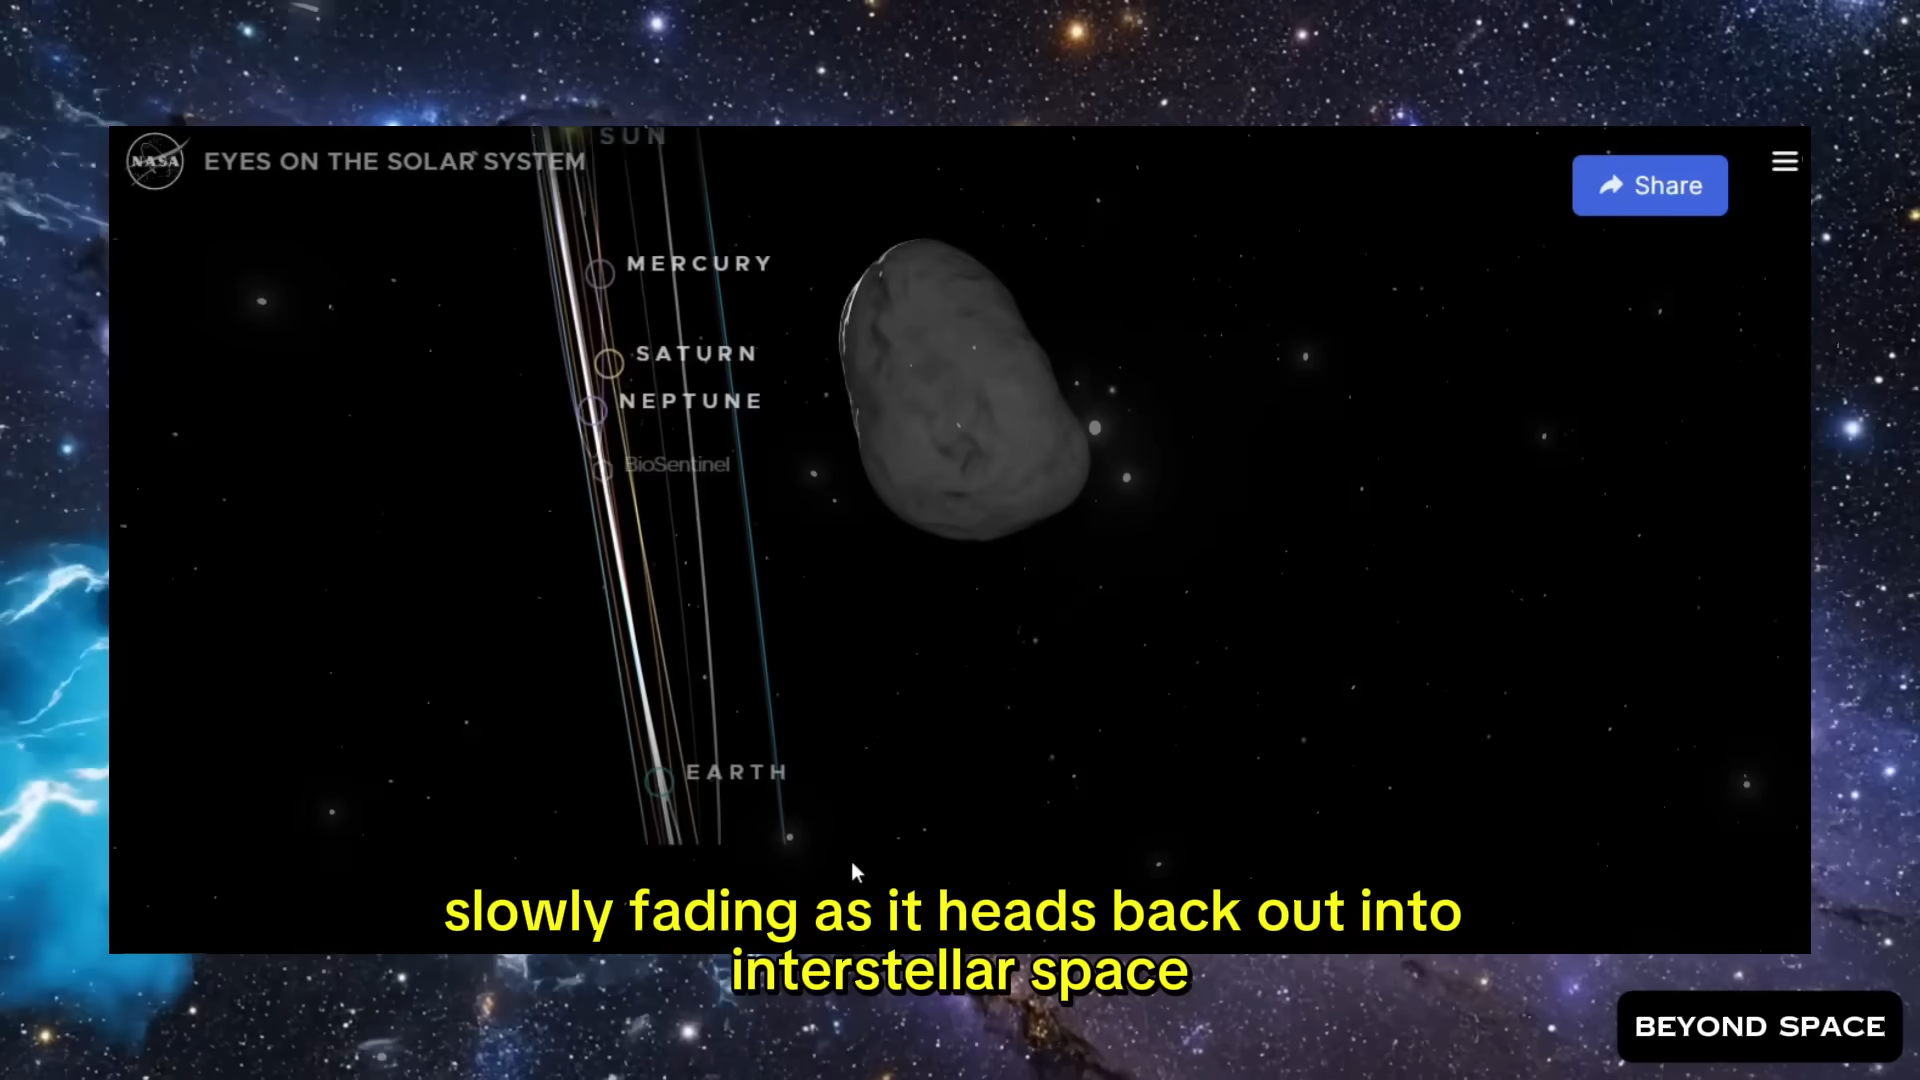 SUN
NASA
EYES ON THE SOLAR SYSTEM
Share
MERCURY
SATURN
NEPTUNE
BioSentinel
EARTH
slowly fading as it heads back out into
interstellar space
BEYOND SPACE